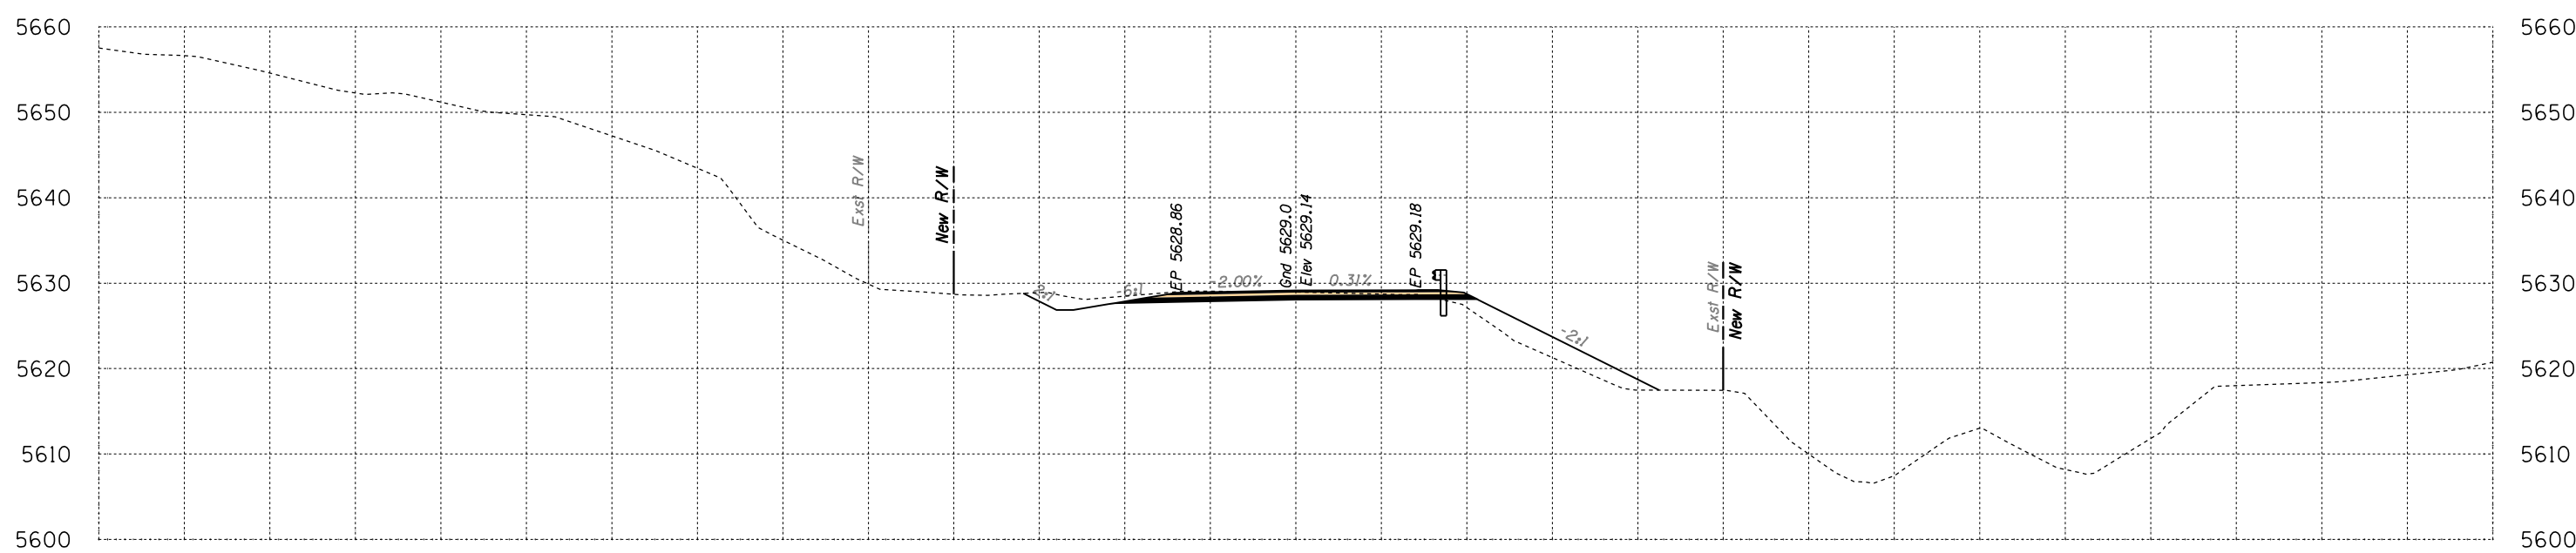 5660 5660
5650 5650
5640 5640
5630 5630
5620 5620
5610 5610
5600 5600
Exst R/W
New R/W
2:1
-6:1
EP 5628.86
-2.00%
Gnd 5629.0
Elev 5629.14
0.31%
EP 5629.18
-2:1
Exst R/W
New R/W